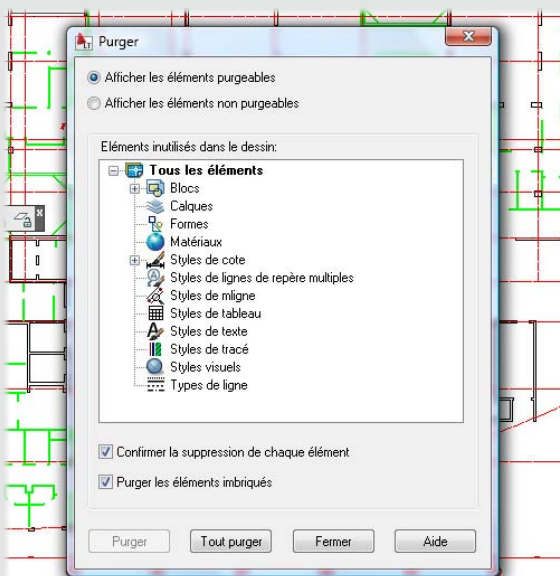 Purger
Afficher les éléments purgeables
Afficher les éléments non purgeables
Eléments inutilisés dans le dessin:
Tous les éléments
Blocs
Calques
Formes
Matériaux
Styles de cote
Styles de lignes de repère multiples
Styles de mligne
Styles de tableau
Styles de texte
Styles de tracé
Styles visuels
Types de ligne
Confirmer la suppression de chaque élément
Purger les éléments imbriqués
Purger Tout purger Fermer Aide